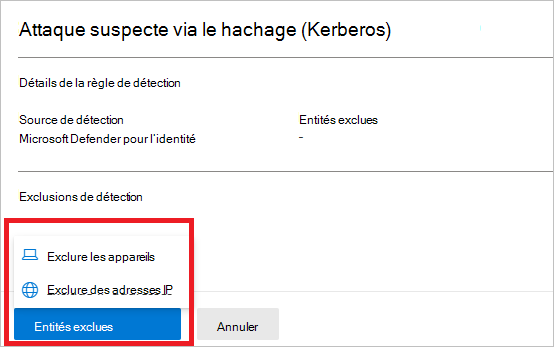 Attaque suspecte via le hachage (Kerberos)
Détails de la règle de détection
Source de détection
Entités exclues
Microsoft Defender pour l'identité
-
Exclusions de détection
Exclure les appareils
Exclure des adresses IP
Entités exclues
Annuler